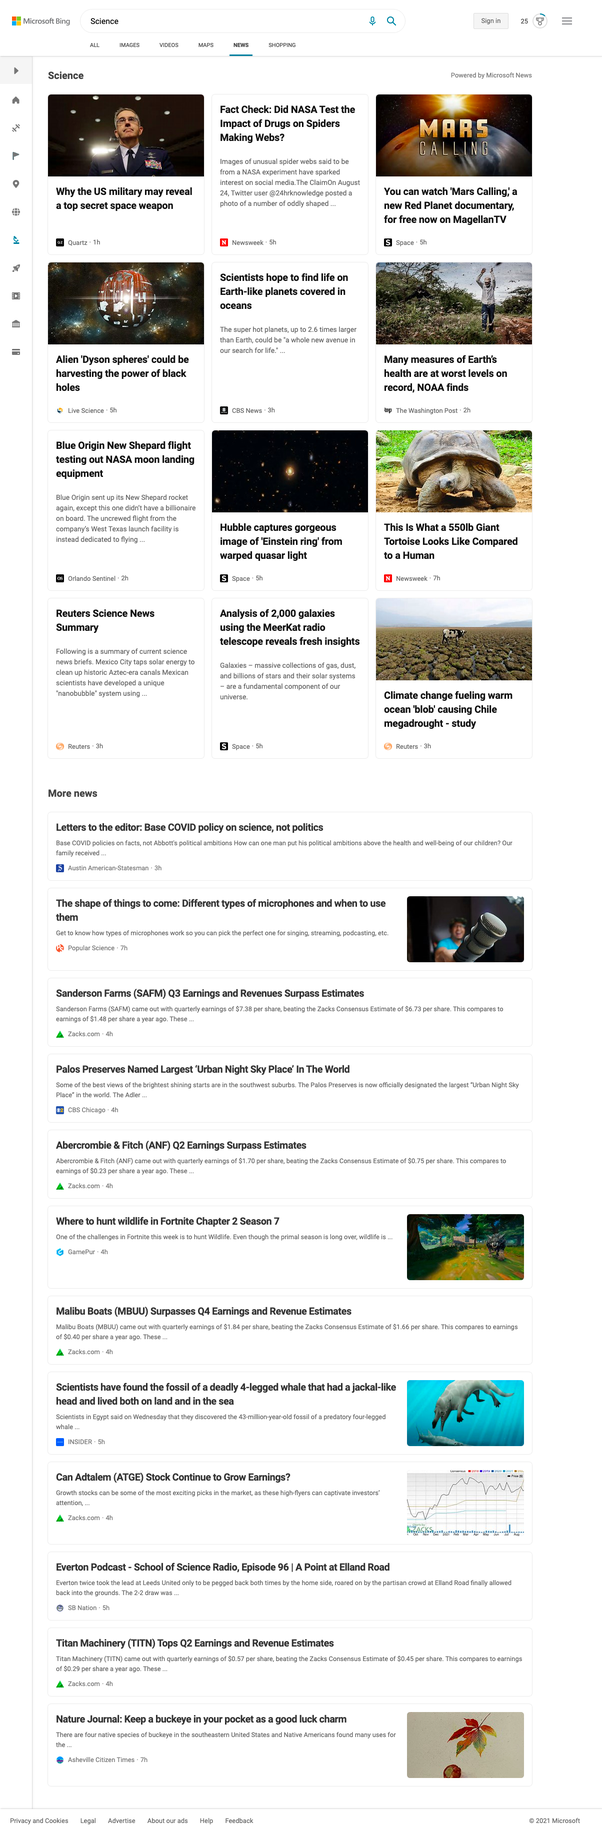 Microsoft Bing
Science
Sign in
25
ALL
IMAGES
VIDEOS
MAPS
NEWS
SHOPPING
Science
Powered by Microsoft News
Why the US military may reveal
a top secret space weapon
Quartz · 1h
Fact Check: Did NASA Test the
Impact of Drugs on Spiders
Making Webs?
Images of unusual spider webs said to be
from a NASA experiment have sparked
interest on social media.The ClaimOn August
24, Twitter user @24hrknowledge posted a
photo of a number of oddly shaped ...
Newsweek · 5h
MARS
CALLING
You can watch 'Mars Calling,' a
new Red Planet documentary,
for free now on MagellanTV
Space · 5h
Alien 'Dyson spheres' could be
harvesting the power of black
holes
Live Science · 5h
Scientists hope to find life on
Earth-like planets covered in
oceans
The super hot planets, up to 2.6 times larger
than Earth, could be "a whole new avenue in
our search for life." ...
CBS News · 3h
Many measures of Earth's
health are at worst levels on
record, NOAA finds
The Washington Post · 2h
Blue Origin New Shepard flight
testing out NASA moon landing
equipment
Blue Origin sent up its New Shepard rocket
again, except this one didn't have a billionaire
on board. The uncrewed flight from the
company's West Texas launch facility is
instead dedicated to flying ...
Orlando Sentinel · 2h
Hubble captures gorgeous
image of 'Einstein ring' from
warped quasar light
Space · 5h
This Is What a 550lb Giant
Tortoise Looks Like Compared
to a Human
Newsweek · 7h
Reuters Science News
Summary
Following is a summary of current science
news briefs. Mexico City taps solar energy to
clean up historic Aztec-era canals Mexican
scientists have developed a unique
"nanobubble" system using ...
Reuters · 3h
Analysis of 2,000 galaxies
using the MeerKat radio
telescope reveals fresh insights
Galaxies – massive collections of gas, dust,
and billions of stars and their solar systems
– are a fundamental component of our
universe.
Space · 5h
Climate change fueling warm
ocean 'blob' causing Chile
megadrought - study
Reuters · 3h
More news
Letters to the editor: Base COVID policy on science, not politics
Base COVID policies on facts, not Abbott's political ambitions How can one man put his political ambitions above the health and well-being of our children? Our
family received ...
Austin American-Statesman · 3h
The shape of things to come: Different types of microphones and when to use
them
Get to know how types of microphones work so you can pick the perfect one for singing, streaming, podcasting, etc.
Popular Science · 7h
Sanderson Farms (SAFM) Q3 Earnings and Revenues Surpass Estimates
Sanderson Farms (SAFM) came out with quarterly earnings of $7.38 per share, beating the Zacks Consensus Estimate of $6.73 per share. This compares to
earnings of $1.48 per share a year ago. These ...
Zacks.com · 4h
Palos Preserves Named Largest 'Urban Night Sky Place' In The World
Some of the best views of the brightest shining starts are in the southwest suburbs. The Palos Preserves is now officially designated the largest "Urban Night Sky
Place" in the world. The Adler ...
CBS Chicago · 4h
Abercrombie & Fitch (ANF) Q2 Earnings Surpass Estimates
Abercrombie & Fitch (ANF) came out with quarterly earnings of $1.70 per share, beating the Zacks Consensus Estimate of $0.75 per share. This compares to
earnings of $0.23 per share a year ago. These ...
Zacks.com · 4h
Where to hunt wildlife in Fortnite Chapter 2 Season 7
One of the challenges in Fortnite this week is to hunt Wildlife. Even though the primal season is long over, wildlife is ...
GamePur · 4h
Malibu Boats (MBUU) Surpasses Q4 Earnings and Revenue Estimates
Malibu Boats (MBUU) came out with quarterly earnings of $1.84 per share, beating the Zacks Consensus Estimate of $1.66 per share. This compares to earnings
of $0.40 per share a year ago. These ...
Zacks.com · 4h
Scientists have found the fossil of a deadly 4-legged whale that had a jackal-like
head and lived both on land and in the sea
Scientists in Egypt said on Wednesday that they discovered the 43-million-year-old fossil of a predatory four-legged
whale ...
INSIDER · 5h
Can Adtalem (ATGE) Stock Continue to Grow Earnings?
Growth stocks can be some of the most exciting picks in the market, as these high-flyers can captivate investors'
attention, ...
Zacks.com · 4h
ZACKS
Everton Podcast - School of Science Radio, Episode 96 | A Point at Elland Road
Everton twice took the lead at Leeds United only to be pegged back both times by the home side, roared on by the partisan crowd at Elland Road finally allowed
back into the grounds. The 2-2 draw was ...
SB Nation · 5h
Titan Machinery (TITN) Tops Q2 Earnings and Revenue Estimates
Titan Machinery (TITN) came out with quarterly earnings of $0.57 per share, beating the Zacks Consensus Estimate of $0.45 per share. This compares to earnings
of $0.29 per share a year ago. These ...
Zacks.com · 4h
Nature Journal: Keep a buckeye in your pocket as a good luck charm
There are four native species of buckeye in the southeastern United States and Native Americans found many uses for
the ...
Asheville Citizen Times · 7h
Privacy and Cookies
Legal
Advertise
About our ads
Help
Feedback
© 2021 Microsoft